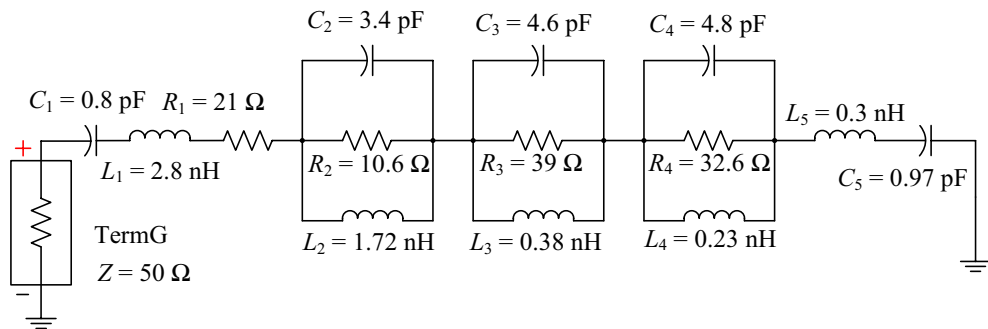 C₂ = 3.4 pF
C₃ = 4.6 pF
C₄ = 4.8 pF
C₁ = 0.8 pF
R₁ = 21 Ω
L₅ = 0.3 nH
+
L₁ = 2.8 nH
R₂ = 10.6 Ω
R₃ = 39 Ω
R₄ = 32.6 Ω
C₅ = 0.97 pF
TermG
L₂ = 1.72 nH
L₃ = 0.38 nH
L₄ = 0.23 nH
Z = 50 Ω
−